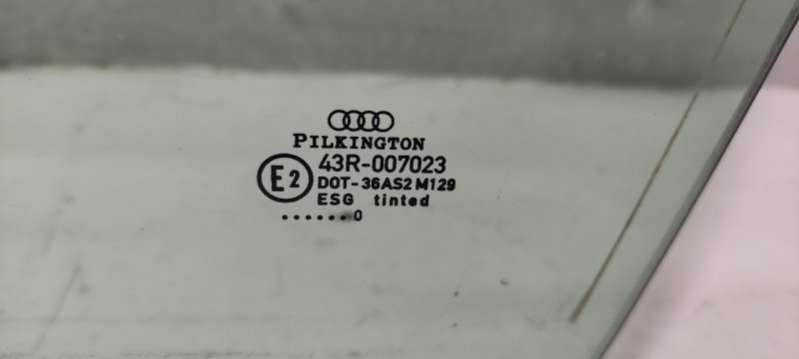 PILKINGTON
E2
43R-007023
DOT-36AS2 M129
ESG tinted
.......0